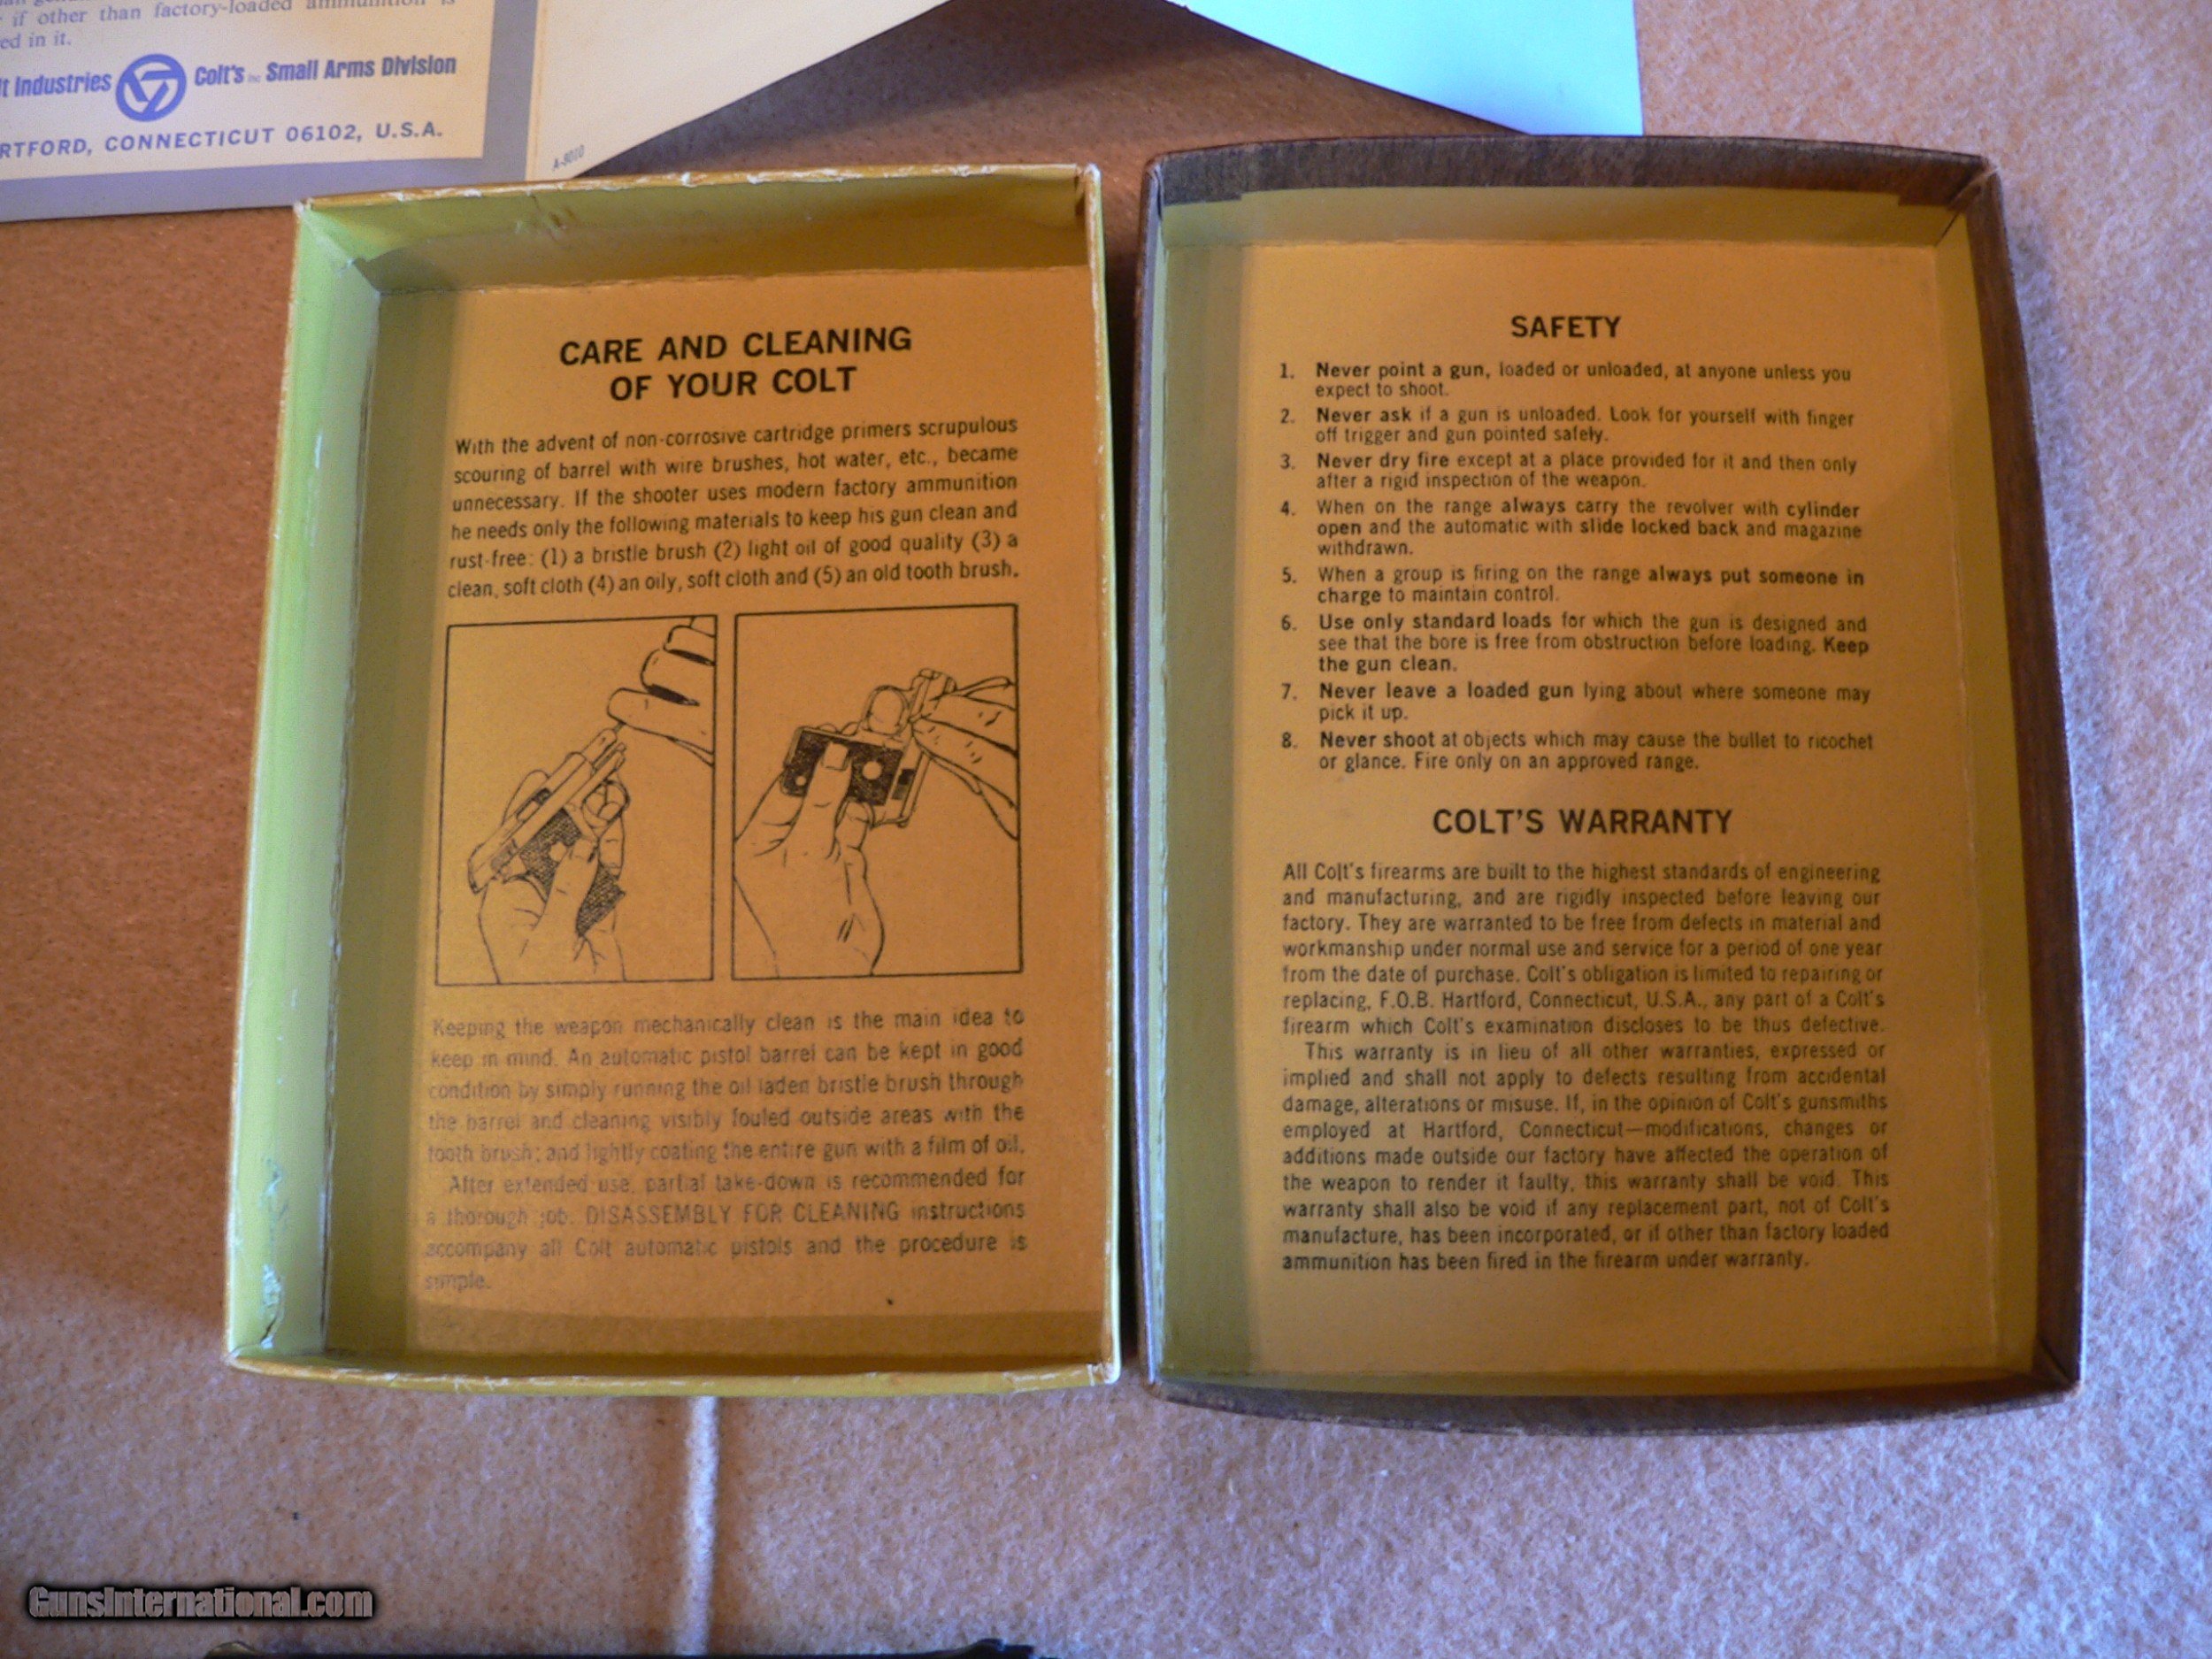 if other than factory-loaded ammunition is
ed in it.
t Industries Colt's Inc Small Arms Division
RTFORD, CONNECTICUT 06102, U.S.A.
A-8010
CARE AND CLEANING
OF YOUR COLT
With the advent of non-corrosive cartridge primers scrupulous
scouring of barrel with wire brushes, hot water, etc., became
unnecessary. If the shooter uses modern factory ammunition
he needs only the following materials to keep his gun clean and
rust-free: (1) a bristle brush (2) light oil of good quality (3) a
clean, soft cloth (4) an oily, soft cloth and (5) an old tooth brush.
Keeping the weapon mechanically clean is the main idea to
keep in mind. An automatic pistol barrel can be kept in good
condition by simply running the oil laden bristle brush through
the barrel and cleaning visibly fouled outside areas with the
tooth brush; and lightly coating the entire gun with a film of oil.
After extended use, partial take-down is recommended for
a thorough job. DISASSEMBLY FOR CLEANING instructions
accompany all Colt automatic pistols and the procedure is
simple.
SAFETY
1. Never point a gun, loaded or unloaded, at anyone unless you
expect to shoot.
2. Never ask if a gun is unloaded. Look for yourself with finger
off trigger and gun pointed safely.
3. Never dry fire except at a place provided for it and then only
after a rigid inspection of the weapon.
4. When on the range always carry the revolver with cylinder
open and the automatic with slide locked back and magazine
withdrawn.
5. When a group is firing on the range always put someone in
charge to maintain control.
6. Use only standard loads for which the gun is designed and
see that the bore is free from obstruction before loading. Keep
the gun clean.
7. Never leave a loaded gun lying about where someone may
pick it up.
8. Never shoot at objects which may cause the bullet to ricochet
or glance. Fire only on an approved range.
COLT'S WARRANTY
All Colt's firearms are built to the highest standards of engineering
and manufacturing, and are rigidly inspected before leaving our
factory. They are warranted to be free from defects in material and
workmanship under normal use and service for a period of one year
from the date of purchase. Colt's obligation is limited to repairing or
replacing, F.O.B. Hartford, Connecticut, U.S.A., any part of a Colt's
firearm which Colt's examination discloses to be thus defective.
This warranty is in lieu of all other warranties, expressed or
implied and shall not apply to defects resulting from accidental
damage, alterations or misuse. If, in the opinion of Colt's gunsmiths
employed at Hartford, Connecticut—modifications, changes or
additions made outside our factory have affected the operation of
the weapon to render it faulty, this warranty shall be void. This
warranty shall also be void if any replacement part, not of Colt's
manufacture, has been incorporated, or if other than factory loaded
ammunition has been fired in the firearm under warranty.
GunsInternational.com